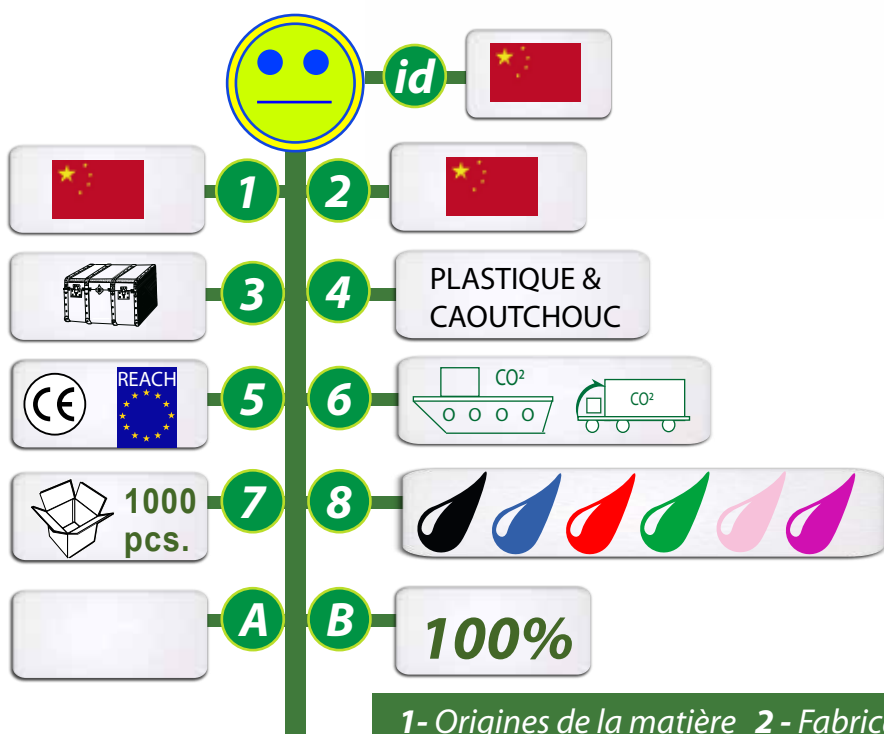 id
1
2
3
4
PLASTIQUE &
CAOUTCHOUC
CE
REACH
5
6
CO²
CO²
1000
pcs.
7
8
A
B
100%
1- Origines de la matière 2 - Fabric